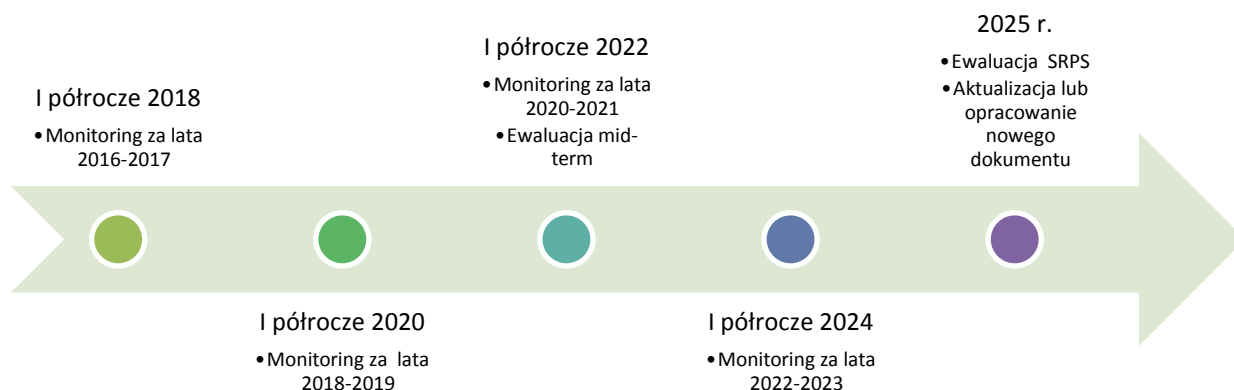 I półrocze 2018
•Monitoring za lata
2016-2017
I półrocze 2020
•Monitoring za lata
2018-2019
I półrocze 2022
•Monitoring za lata
2020-2021
•Ewaluacja mid-
term
I półrocze 2024
•Monitoring za lata
2022-2023
2025 r.
•Ewaluacja SRPS
•Aktualizacja lub
opracowanie
nowego
dokumentu